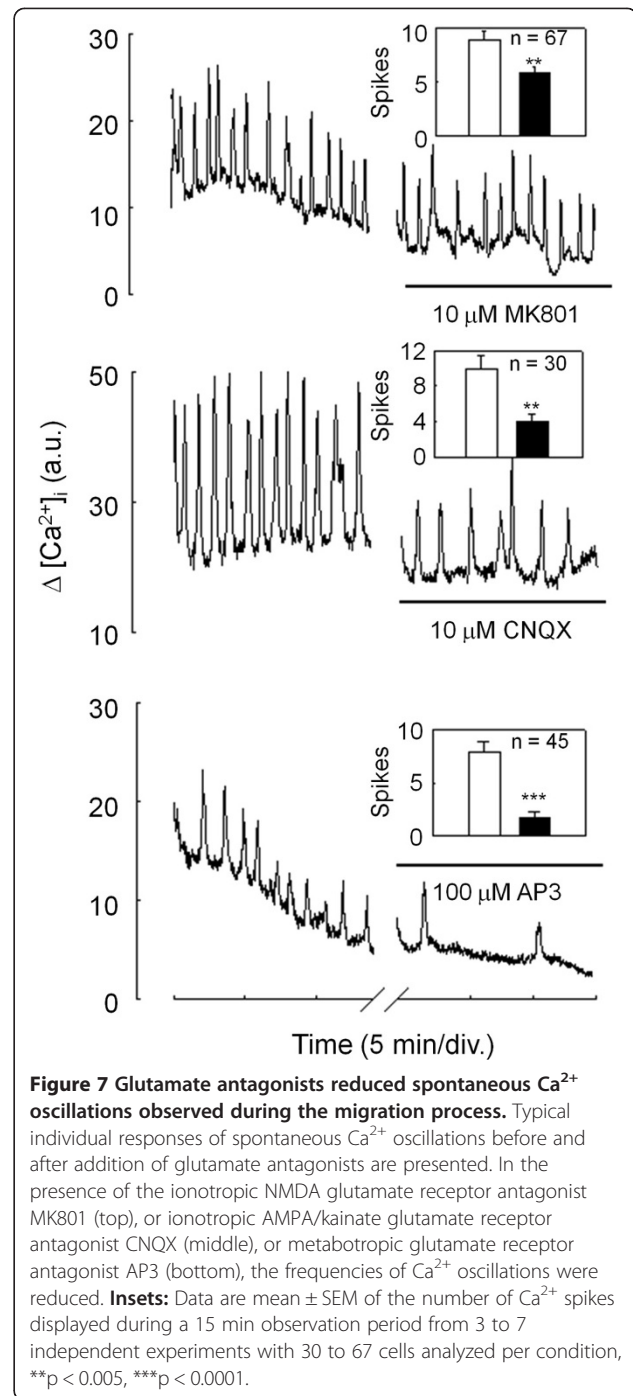 30
20
10
0
10
5
0
Spikes
n = 67
**
10 μM MK801
50
30
10
Δ [Ca²⁺]ᵢ (a.u.)
12
8
4
0
Spikes
n = 30
**
10 μM CNQX
30
20
10
0
10
5
0
Spikes
n = 45
***
100 μM AP3
Time (5 min/div.)
Figure 7 Glutamate antagonists reduced spontaneous Ca²⁺
oscillations observed during the migration process. Typical
individual responses of spontaneous Ca²⁺ oscillations before and
after addition of glutamate antagonists are presented. In the
presence of the ionotropic NMDA glutamate receptor antagonist
MK801 (top), or ionotropic AMPA/kainate glutamate receptor
antagonist CNQX (middle), or metabotropic glutamate receptor
antagonist AP3 (bottom), the frequencies of Ca²⁺ oscillations were
reduced. Insets: Data are mean ± SEM of the number of Ca²⁺ spikes
displayed during a 15 min observation period from 3 to 7
independent experiments with 30 to 67 cells analyzed per condition,
**p < 0.005, ***p < 0.0001.